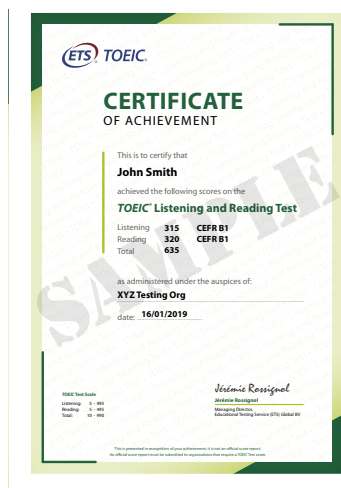 ETS® TOEIC®
CERTIFICATE
OF ACHIEVEMENT
This is to certify that
John Smith
achieved the following scores on the
TOEIC® Listening and Reading Test
Listening 315 CEFR B1
Reading 320 CEFR B1
Total 635
SAMPLE
as administered under the auspices of:
XYZ Testing Org
date: 16/01/2019
Jérémie Rossignol
Jérémie Rossignol
Managing Director,
Educational Testing Service (ETS) Global BV
TOEIC Test Scale
Listening: 5 - 495
Reading: 5 - 495
Total: 10 - 990
This is presented in recognition of your achievement; it is not an official score report.
An official score report must be submitted to organisations that require a TOEIC Test score.